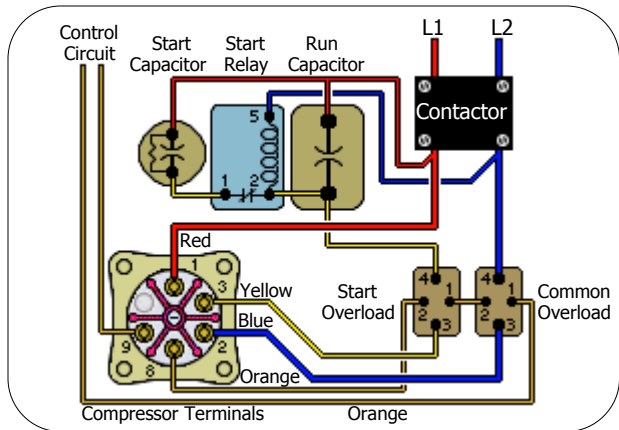 Control
Circuit
Start
Capacitor
Start
Relay
Run
Capacitor
L1
L2
Contactor
5
1
2
Red
1
3
Yellow
Blue
9
2
8
Orange
Start
Overload
4
1
2
3
4
1
2
3
Common
Overload
Compressor Terminals
Orange